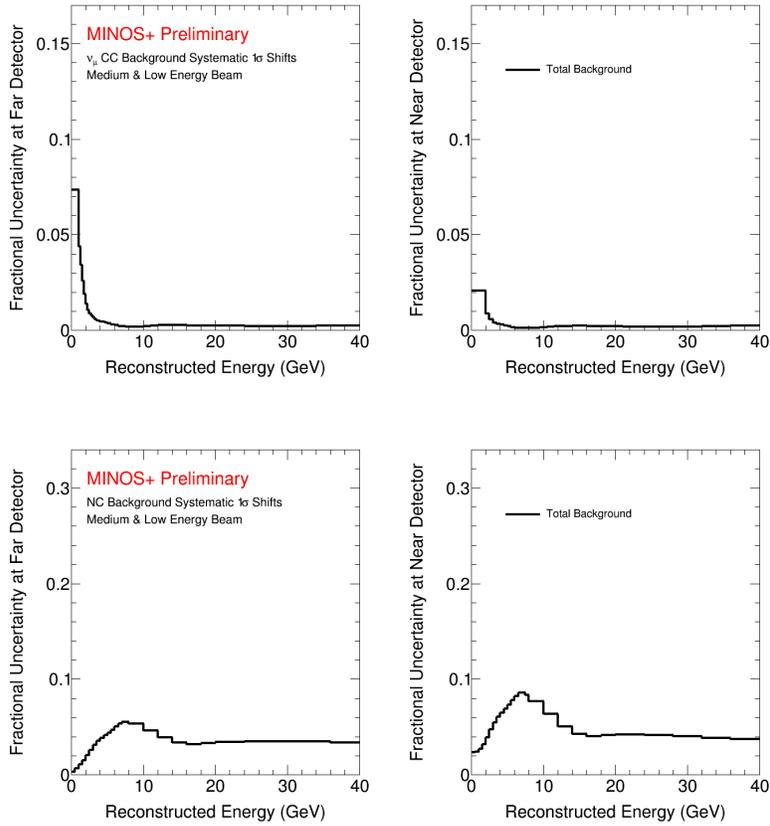 0.15
0.1
0.05
0
Fractional Uncertainty at Far Detector
MINOS+ Preliminary
νμ CC Background Systematic 1σ Shifts
Medium & Low Energy Beam
0 10 20 30 40
Reconstructed Energy (GeV)
0.15
0.1
0.05
0
Fractional Uncertainty at Near Detector
Total Background
0 10 20 30 40
Reconstructed Energy (GeV)
0.3
0.2
0.1
0
Fractional Uncertainty at Far Detector
MINOS+ Preliminary
NC Background Systematic 1σ Shifts
Medium & Low Energy Beam
0 10 20 30 40
Reconstructed Energy (GeV)
0.3
0.2
0.1
0
Fractional Uncertainty at Near Detector
Total Background
0 10 20 30 40
Reconstructed Energy (GeV)